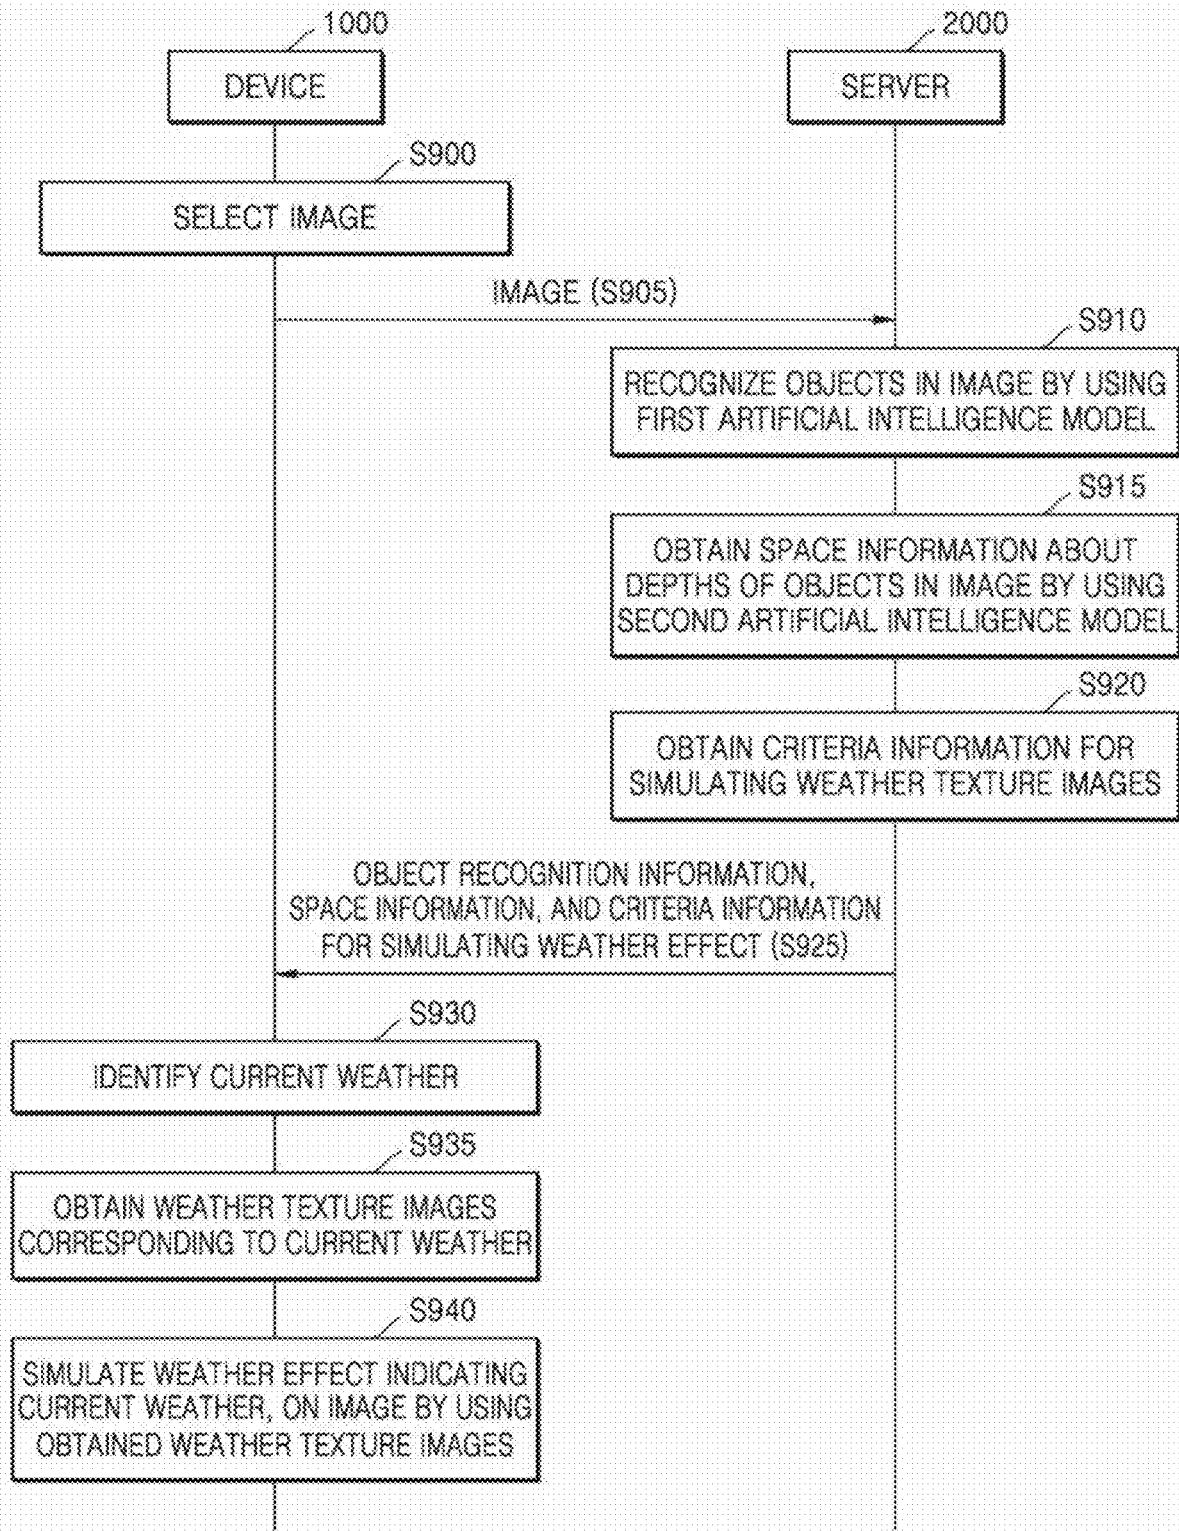 1000
2000
DEVICE
SERVER
S900
SELECT IMAGE
IMAGE (S905)
S910
RECOGNIZE OBJECTS IN IMAGE BY USING
FIRST ARTIFICIAL INTELLIGENCE MODEL
S915
OBTAIN SPACE INFORMATION ABOUT
DEPTHS OF OBJECTS IN IMAGE BY USING
SECOND ARTIFICIAL INTELLIGENCE MODEL
S920
OBTAIN CRITERIA INFORMATION FOR
SIMULATING WEATHER TEXTURE IMAGES
OBJECT RECOGNITION INFORMATION,
SPACE INFORMATION, AND CRITERIA INFORMATION
FOR SIMULATING WEATHER EFFECT (S925)
S930
IDENTIFY CURRENT WEATHER
S935
OBTAIN WEATHER TEXTURE IMAGES
CORRESPONDING TO CURRENT WEATHER
S940
SIMULATE WEATHER EFFECT INDICATING
CURRENT WEATHER, ON IMAGE BY USING
OBTAINED WEATHER TEXTURE IMAGES